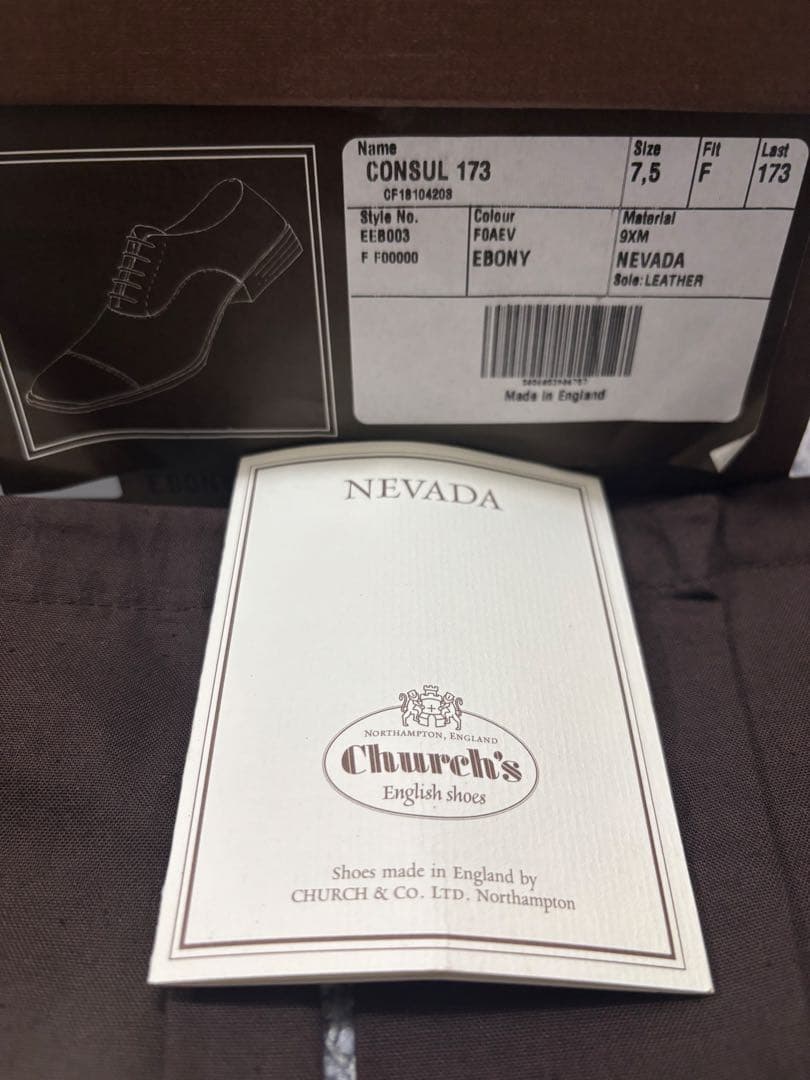 Name
CONSUL 173
CF18104208
Size
7,5
Fit
F
Last
173
Style No.
EEB003
F F00000
Colour
F0AEV
EBONY
Material
9XM
NEVADA
Sole: LEATHER
Made in England
EBONY
NEVADA
NORTHAMPTON, ENGLAND
Church's
English shoes
Shoes made in England by
CHURCH & CO. LTD. Northampton